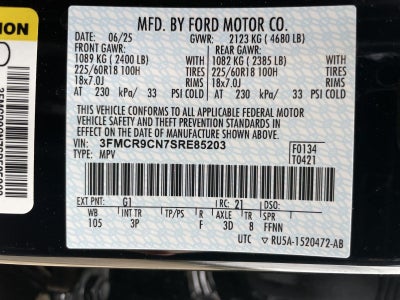 MFD. BY FORD MOTOR CO.
DATE: 06/25 GVWR: 2123 KG ( 4680 LB)
FRONT GAWR: REAR GAWR:
1089 KG ( 2400 LB) WITH 1082 KG ( 2385 LB) WITH
225/60R18 100H TIRES 225/60R18 100H TIRES
18x7.0J RIMS 18x7.0J RIMS
AT 230 kPa/ 33 PSI COLD AT 230 kPa/ 33 PSI COLD
THIS VEHICLE CONFORMS TO ALL APPLICABLE FEDERAL MOTOR
VEHICLE SAFETY AND BUMPER STANDARDS IN EFFECT ON THE DATE OF
MANUFACTURE SHOWN ABOVE.
VIN: 3FMCR9CN7SRE85203 F0134
TYPE: MPV T0421
EXT PNT: G1 RC: 21 DSO:
WB INT TR TP/PS R AXLE TR SPR
105 3P F 3D 8 FFNN
UTC ▽ RU5A-1520472-AB